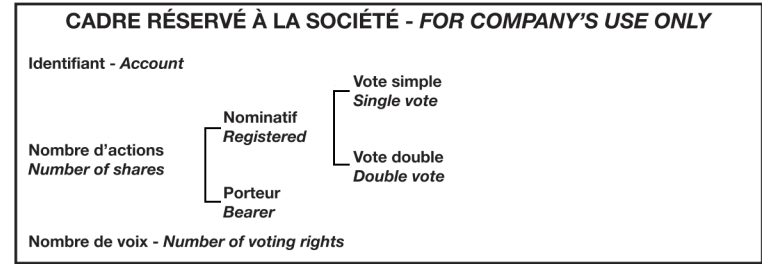 CADRE RÉSERVÉ À LA SOCIÉTÉ - FOR COMPANY'S USE ONLY
Identifiant - Account
Vote simple
Single vote
Nominatif
Registered
Nombre d'actions
Number of shares
Vote double
Double vote
Porteur
Bearer
Nombre de voix - Number of voting rights